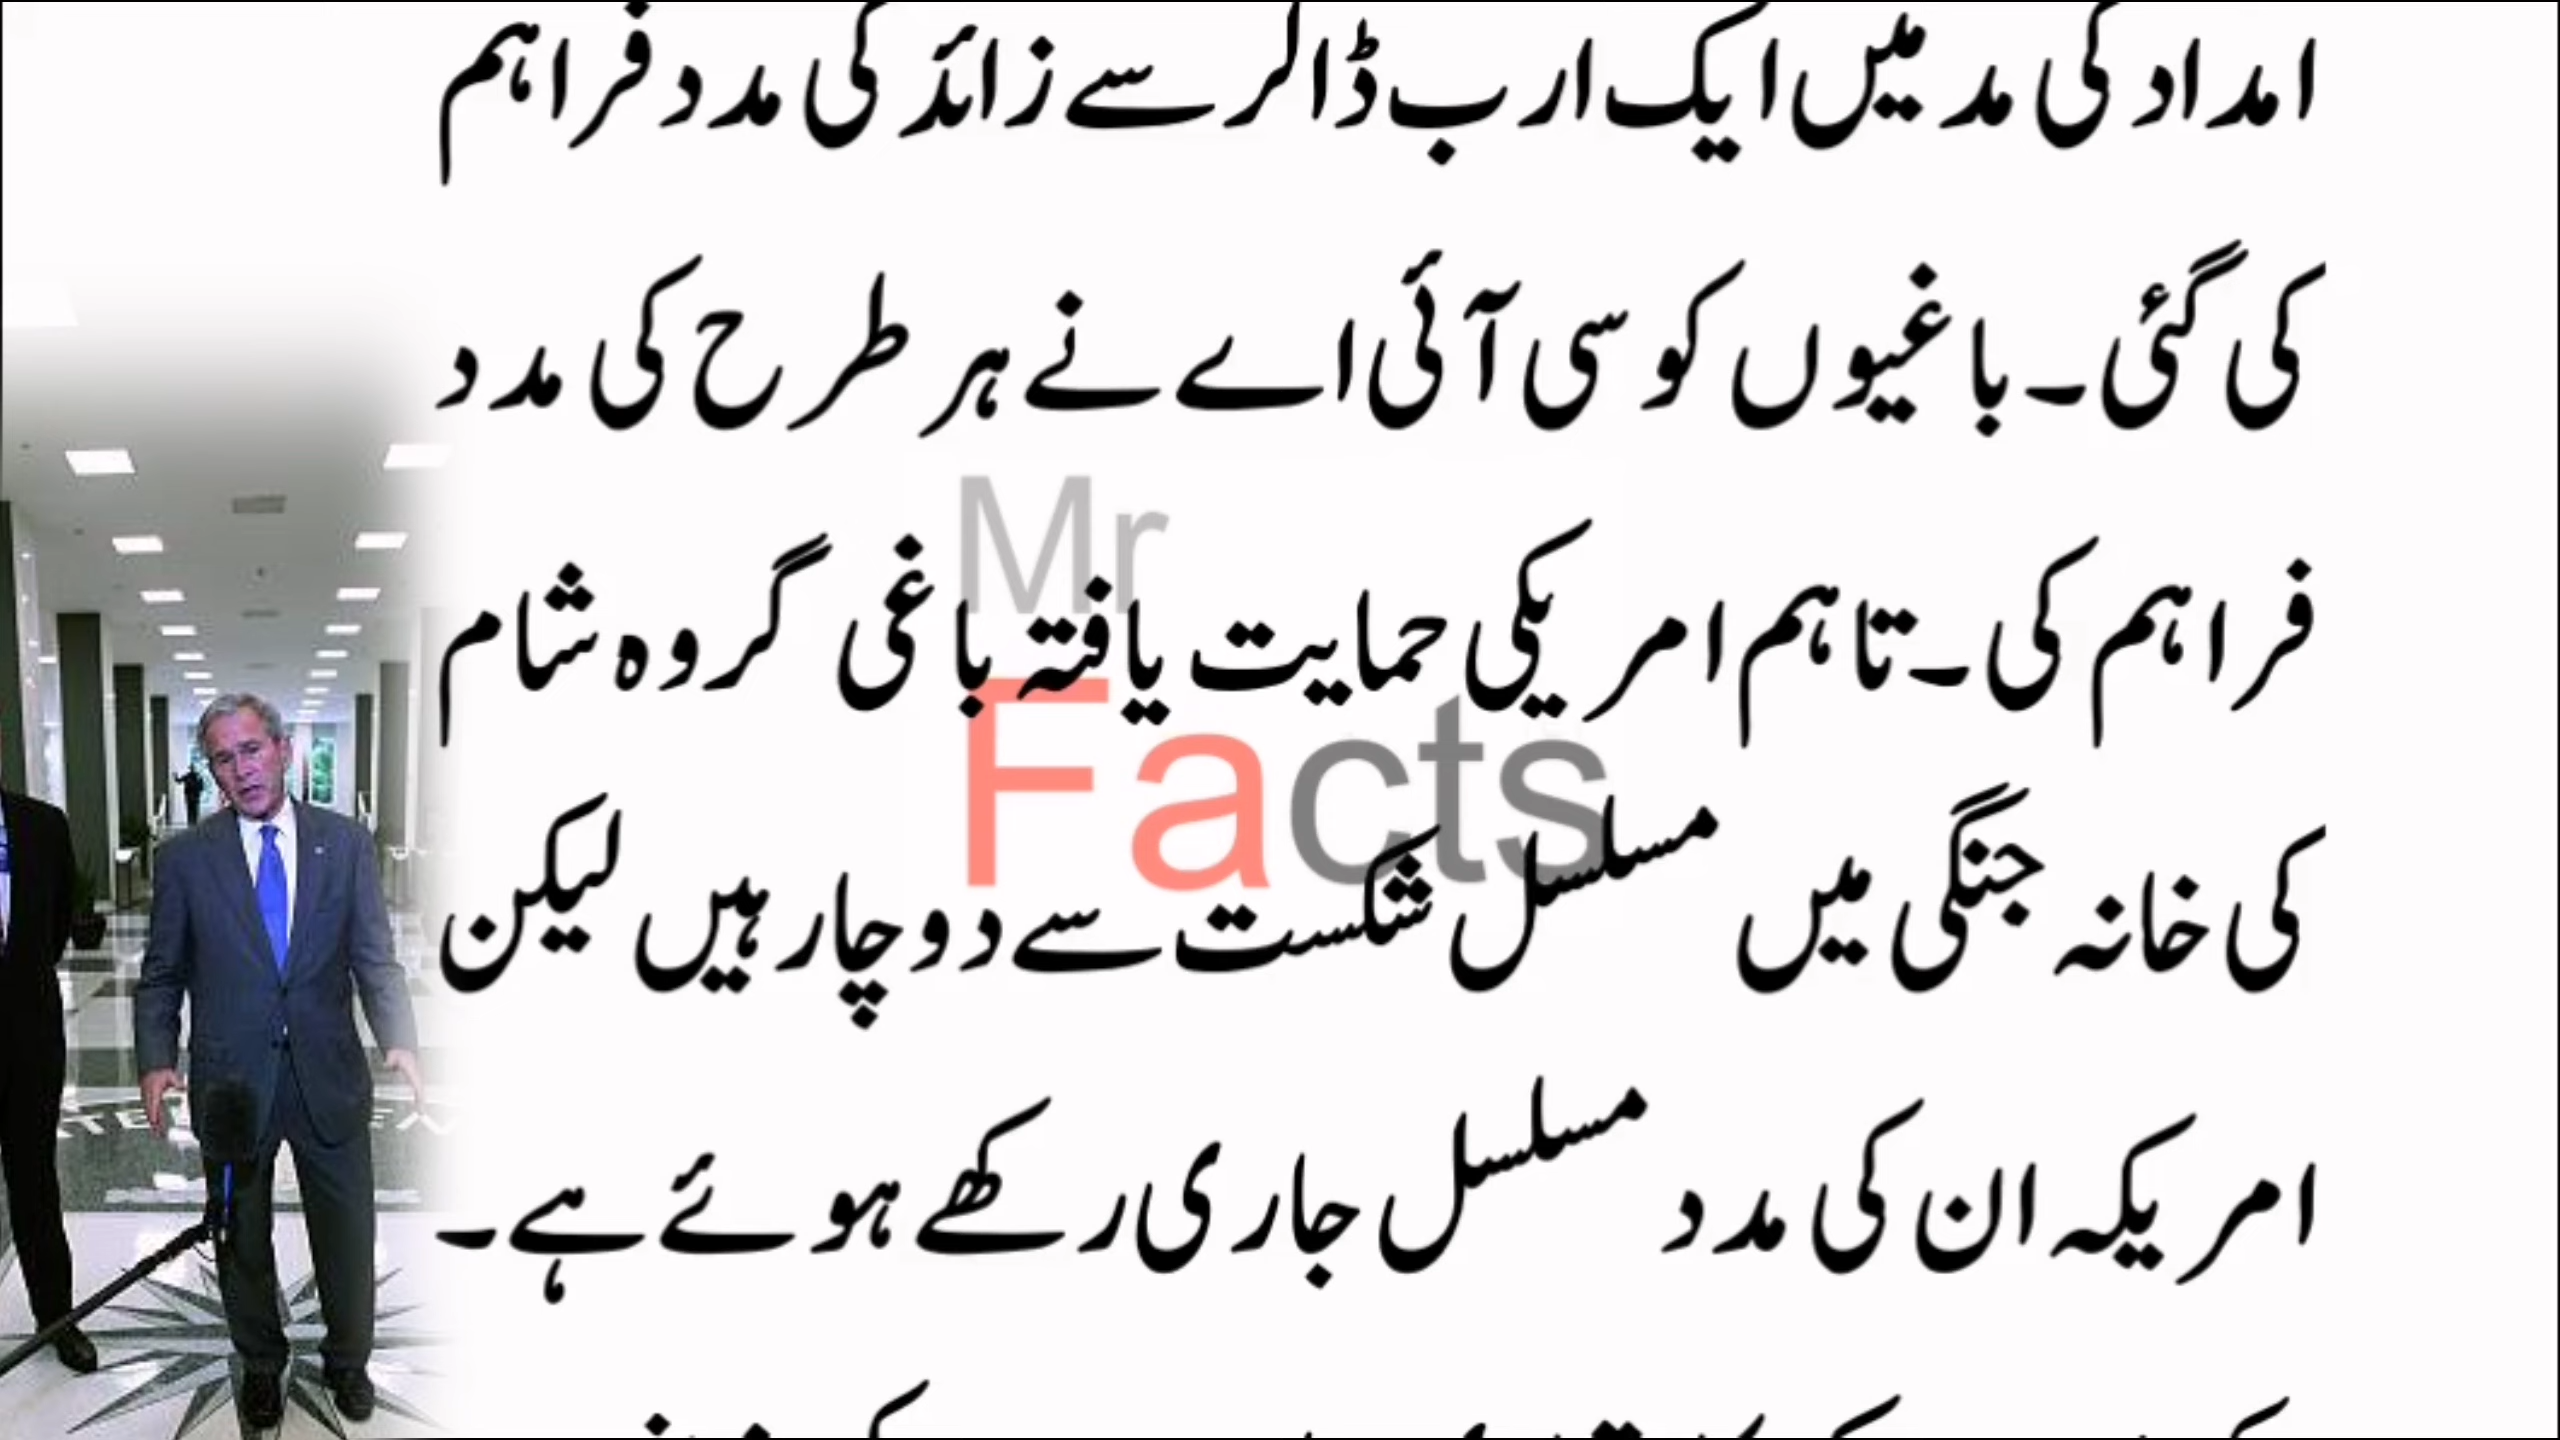 امداد کی مد میں ایک ارب ڈالر سے زائد کی مدد فراہم
کی گئی۔ باغیوں کو سی آئی اے نے ہر طرح کی مدد
Mr
فراہم کی۔ تاہم امریکی حمایت یافتہ باغی گروہ شام
Facts
کی خانہ جنگی میں مسلسل شکست سے دوچار ہیں لیکن
امریکہ ان کی مدد مسلسل جاری رکھے ہوئے ہے۔